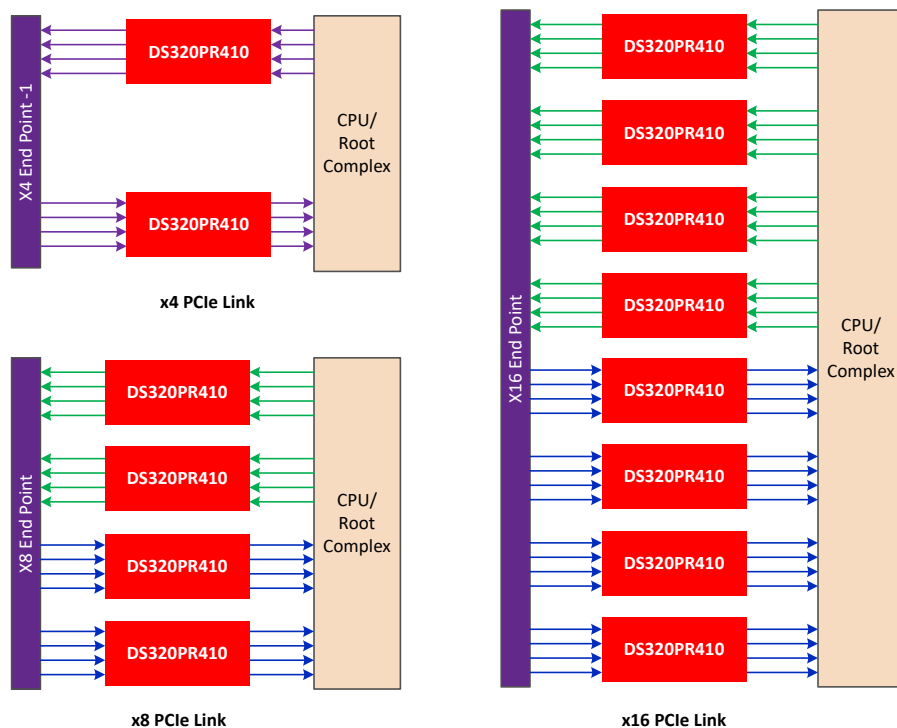 X4 End Point -1
DS320PR410
DS320PR410
CPU/
Root
Complex
x4 PCIe Link
X8 End Point
DS320PR410
DS320PR410
DS320PR410
DS320PR410
CPU/
Root
Complex
x8 PCIe Link
X16 End Point
DS320PR410
DS320PR410
DS320PR410
DS320PR410
DS320PR410
DS320PR410
DS320PR410
DS320PR410
CPU/
Root
Complex
x16 PCIe Link